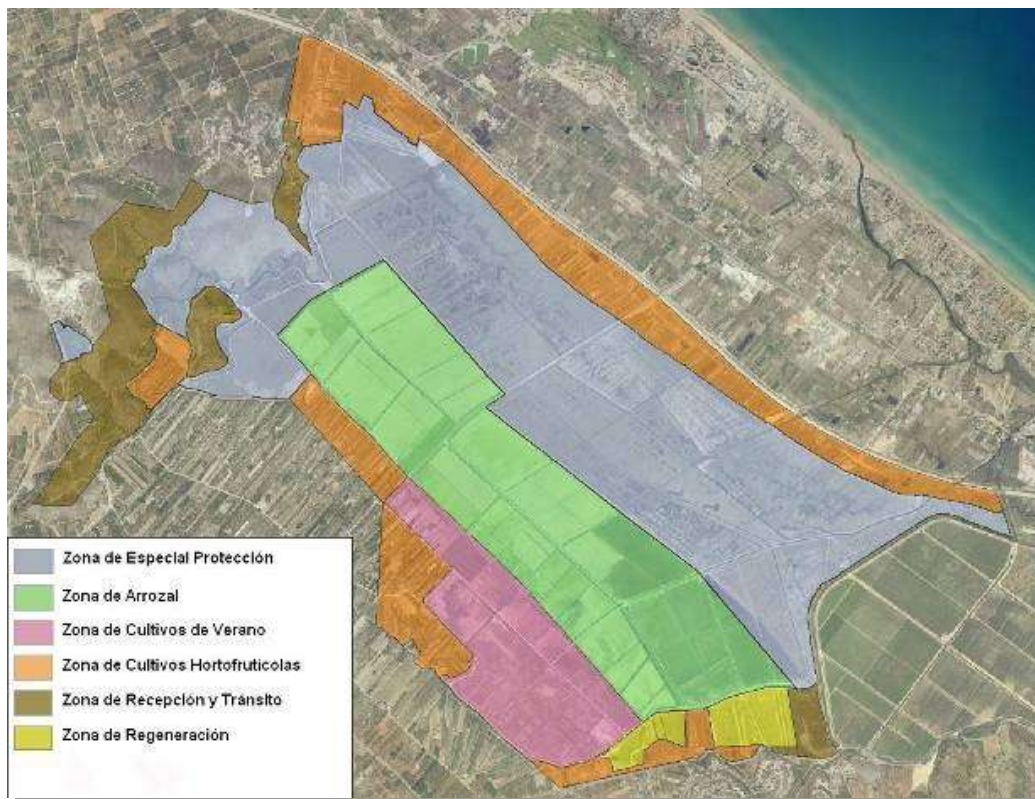 Zona de Especial Protección
Zona de Arrozal
Zona de Cultivos de Verano
Zona de Cultivos Hortofrutícolas
Zona de Recepción y Tránsito
Zona de Regeneración